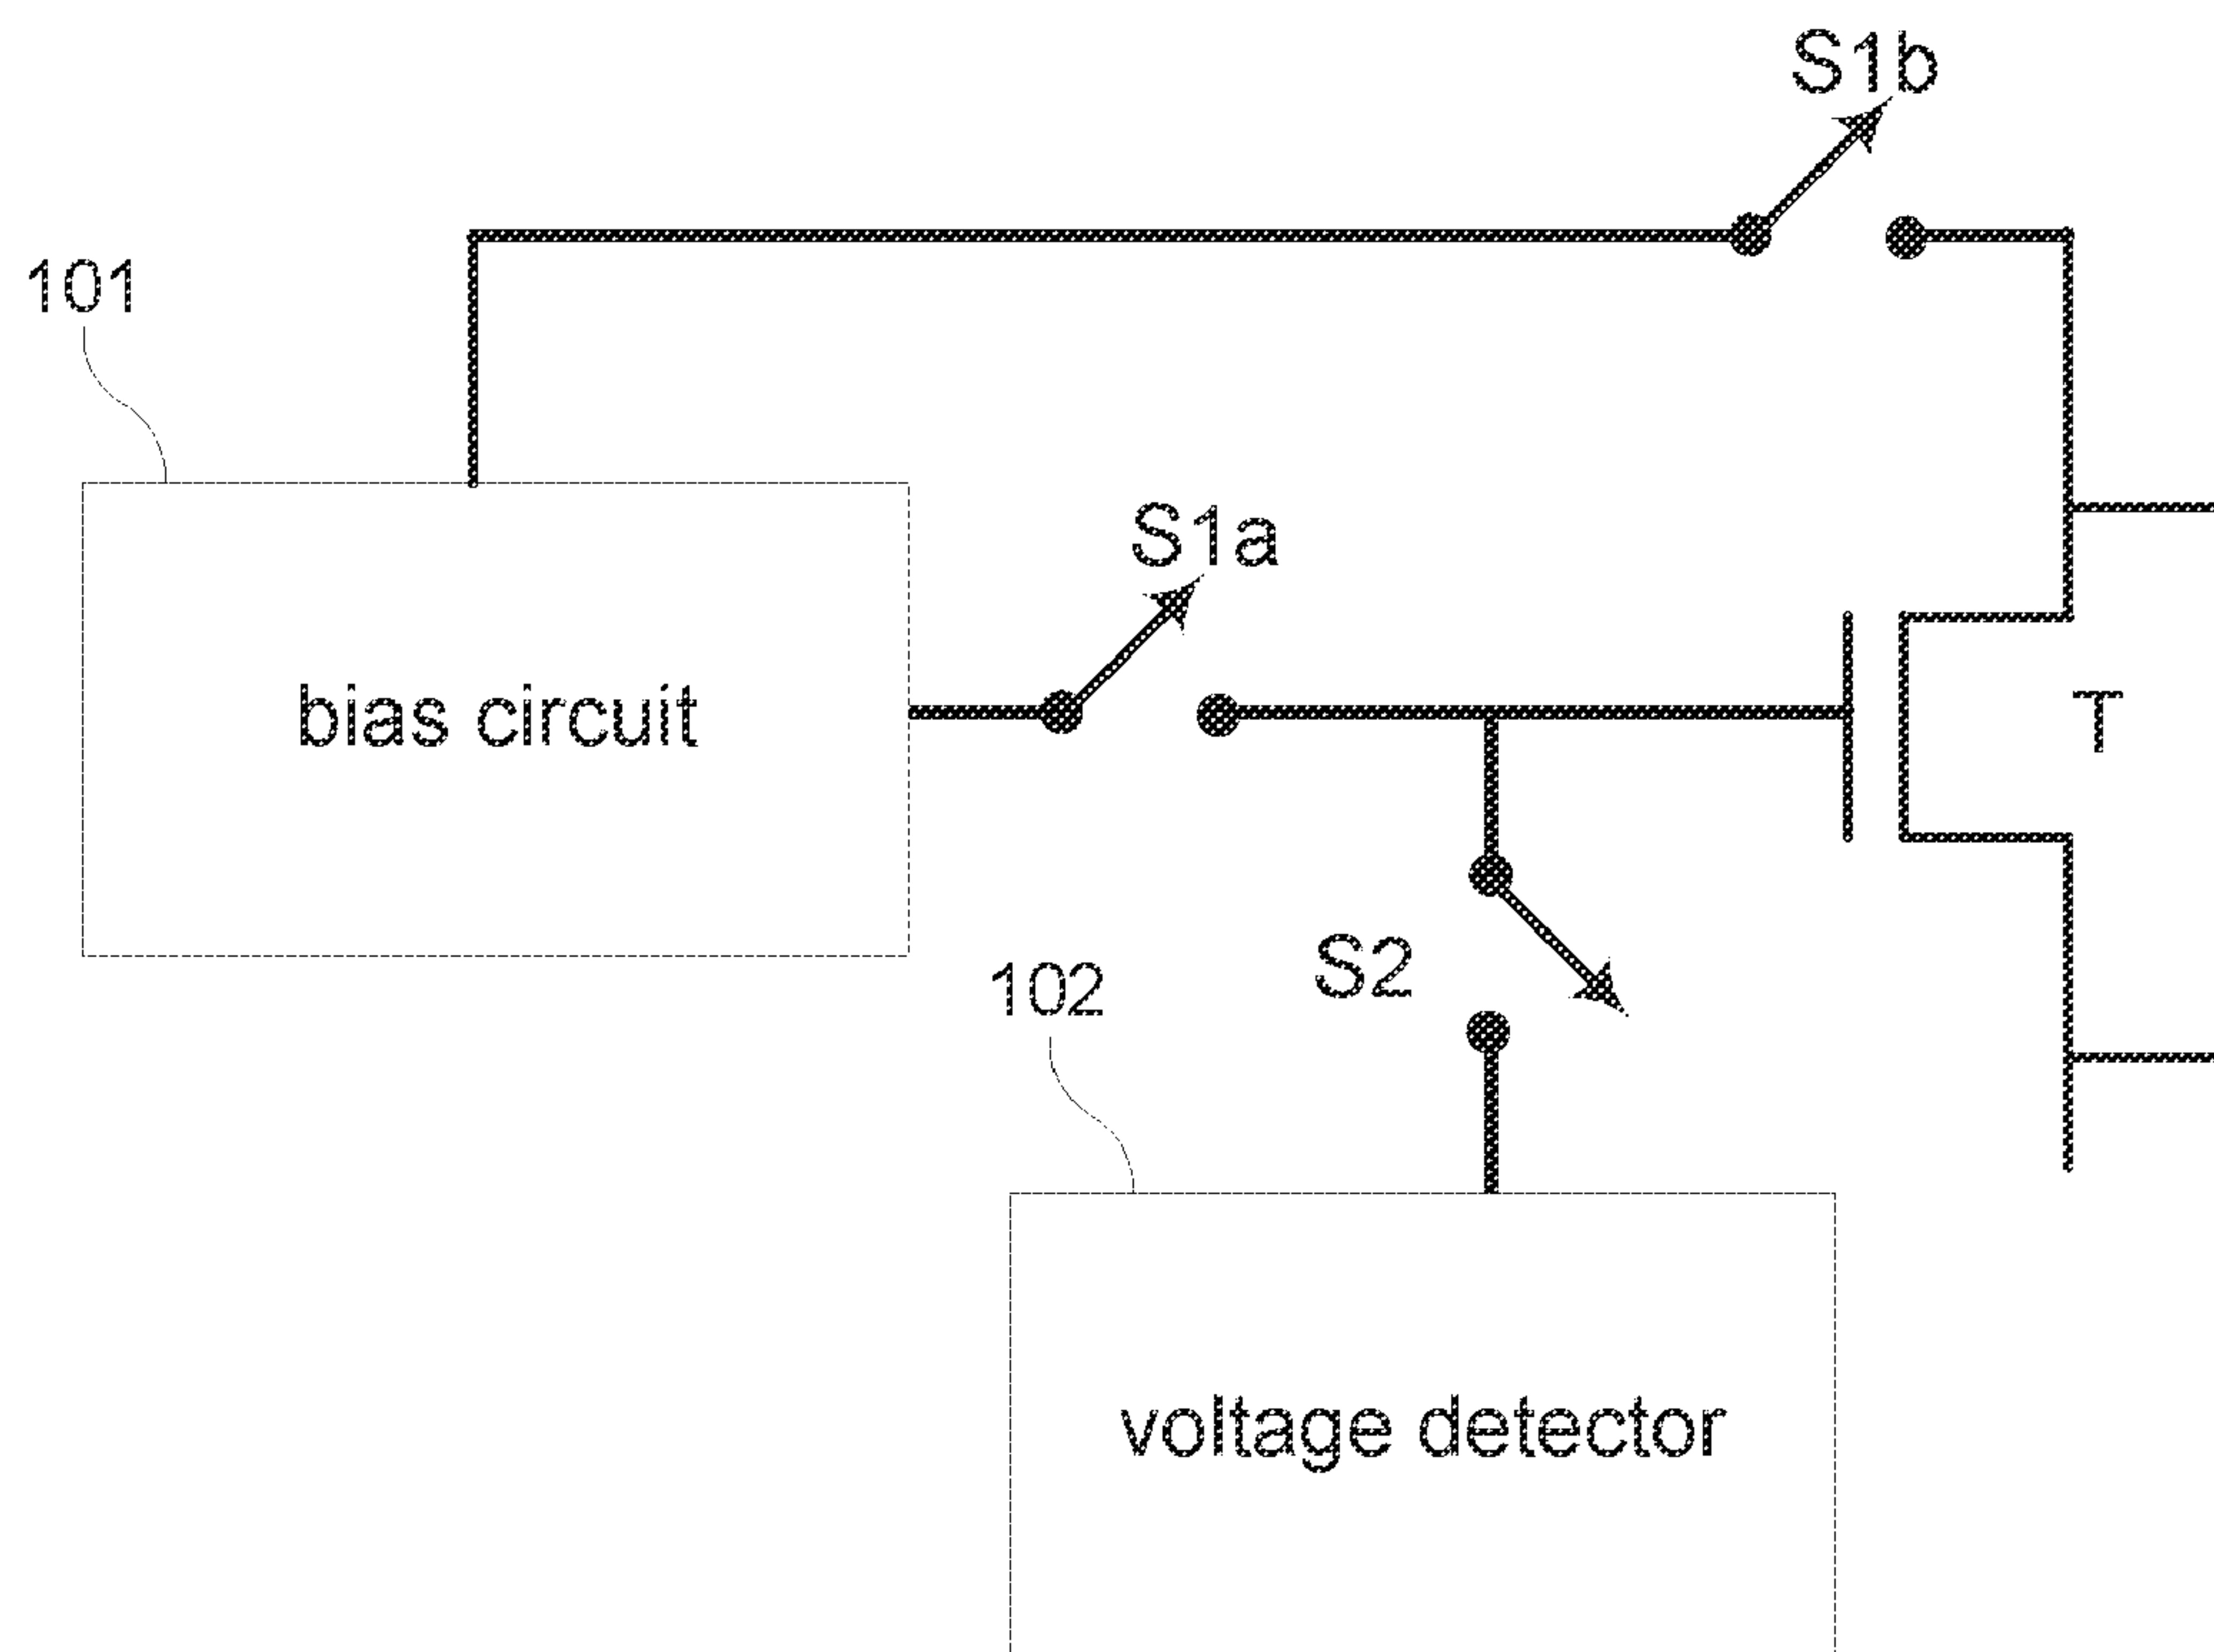 S1b
101
S1a
bias circuit
T
S2
102
voltage detector